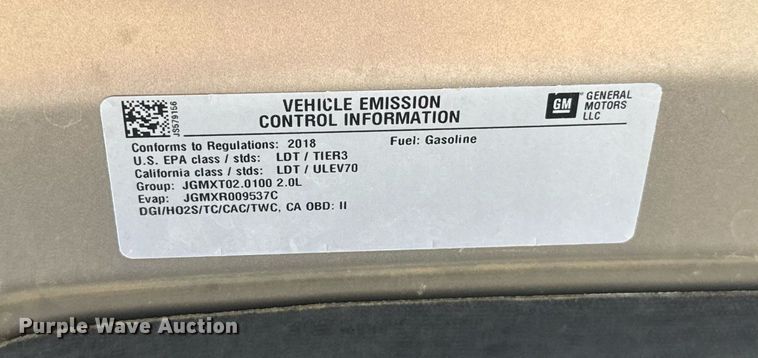 JS579156
VEHICLE EMISSION
CONTROL INFORMATION
GM GENERAL
MOTORS
LLC
Conforms to Regulations: 2018 Fuel: Gasoline
U.S. EPA class / stds: LDT / TIER3
California class / stds: LDT / ULEV70
Group: JGMXT02.0100 2.0L
Evap: JGMXR009537C
DGI/HO2S/TC/CAC/TWC, CA OBD: II
Purple Wave Auction